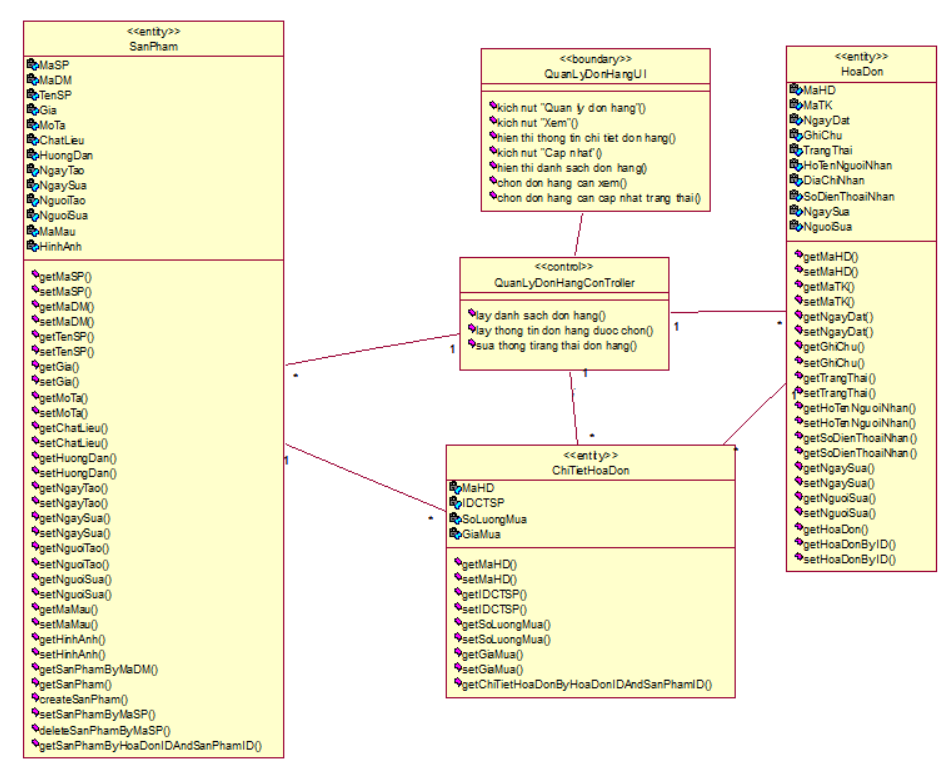 <<entity>>
SanPham
MaSP
MaDM
TenSP
Gia
MoTa
ChatLieu
HuongDan
NgayTao
NgaySua
NguoiTao
NguoiSua
MaMau
HinhAnh
getMaSP()
setMaSP()
getMaDM()
setMaDM()
getTenSP()
setTenSP()
getGia()
setGia()
getMoTa()
setMoTa()
getChatLieu()
setChatLieu()
getHuongDan()
setHuongDan()
getNgayTao()
setNgayTao()
getNgaySua()
setNgaySua()
getNguoiTao()
setNguoiTao()
getNguoiSua()
setNguoiSua()
getMaMau()
setMaMau()
getHinhAnh()
setHinhAnh()
getSanPhamByMaDM()
getSanPham()
createSanPham()
setSanPhamByMaSP()
deleteSanPhamByMaSP()
getSanPhamByHoaDonIDAndSanPhamID()
<<boundary>>
QuanLyDonHangUI
kich nut "Quan ly don hang"()
kich nut "Xem"()
hien thi thong tin chi tiet don hang()
kich nut "Cap nhat"()
hien thi danh sach don hang()
chon don hang can xem()
chon don hang can cap nhat trang thai()
<<control>>
QuanLyDonHangConTroller
lay danh sach don hang()
lay thong tin don hang duoc chon()
sua thong tirang thai don hang()
1
*
1
*
1
*
1
*
1
*
<<entity>>
ChiTietHoaDon
MaHD
IDCTSP
SoLuongMua
GiaMua
getMaHD()
setMaHD()
getIDCTSP()
setIDCTSP()
getSoLuongMua()
setSoLuongMua()
getGiaMua()
setGiaMua()
getChiTietHoaDonByHoaDonIDAndSanPhamID()
<<entity>>
HoaDon
MaHD
MaTK
NgayDat
GhiChu
TrangThai
HoTenNguoiNhan
DiaChiNhan
SoDienThoaiNhan
NgaySua
NguoiSua
getMaHD()
setMaHD()
getMaTK()
setMaTK()
getNgayDat()
setNgayDat()
getGhiChu()
setGhiChu()
getTrangThai()
setTrangThai()
getHoTenNguoiNhan()
setHoTenNguoiNhan()
getSoDienThoaiNhan()
getSoDienThoaiNhan()
getNgaySua()
setNgaySua()
getNguoiSua()
setNguoiSua()
getHoaDon()
getHoaDonByID()
setHoaDonByID()